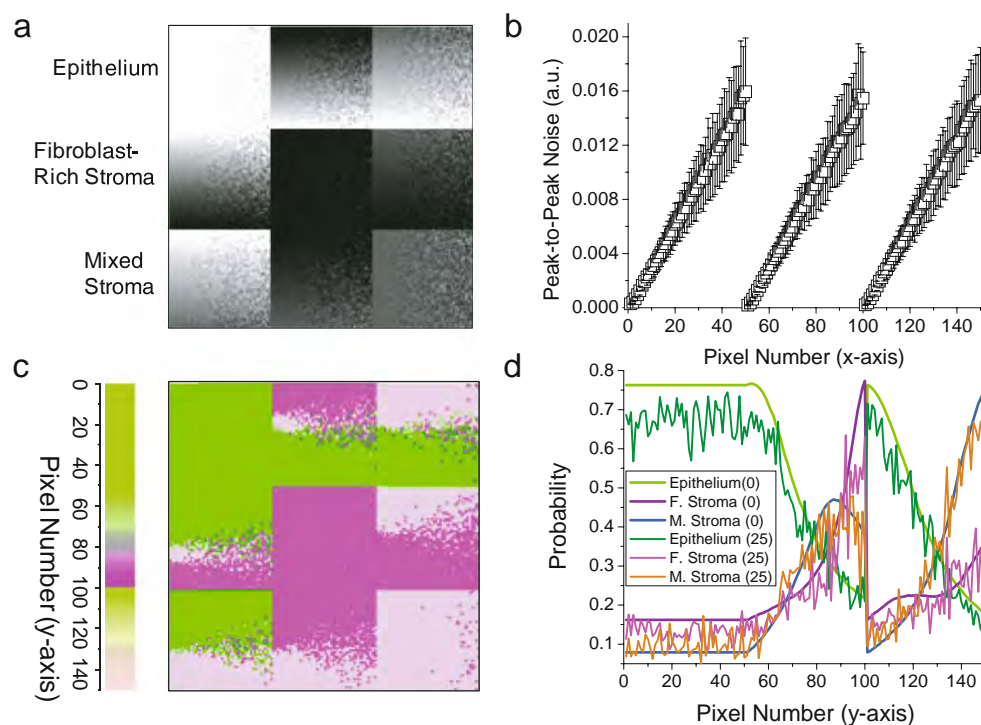 a
Epithelium
Fibroblast-
Rich Stroma
Mixed
Stroma
b
Peak-to-Peak Noise (a.u.)
0.020
0.016
0.012
0.008
0.004
0.000
0 20 40 60 80 100 120 140
Pixel Number (x-axis)
c
Pixel Number (y-axis)
0 20 40 60 80 100 120 140
d
Probability
0.8
0.7
0.6
0.5
0.4
0.3
0.2
0.1
Epithelium(0)
F. Stroma (0)
M. Stroma (0)
Epithelium (25)
F. Stroma (25)
M. Stroma (25)
0 20 40 60 80 100 120 140
Pixel Number (y-axis)